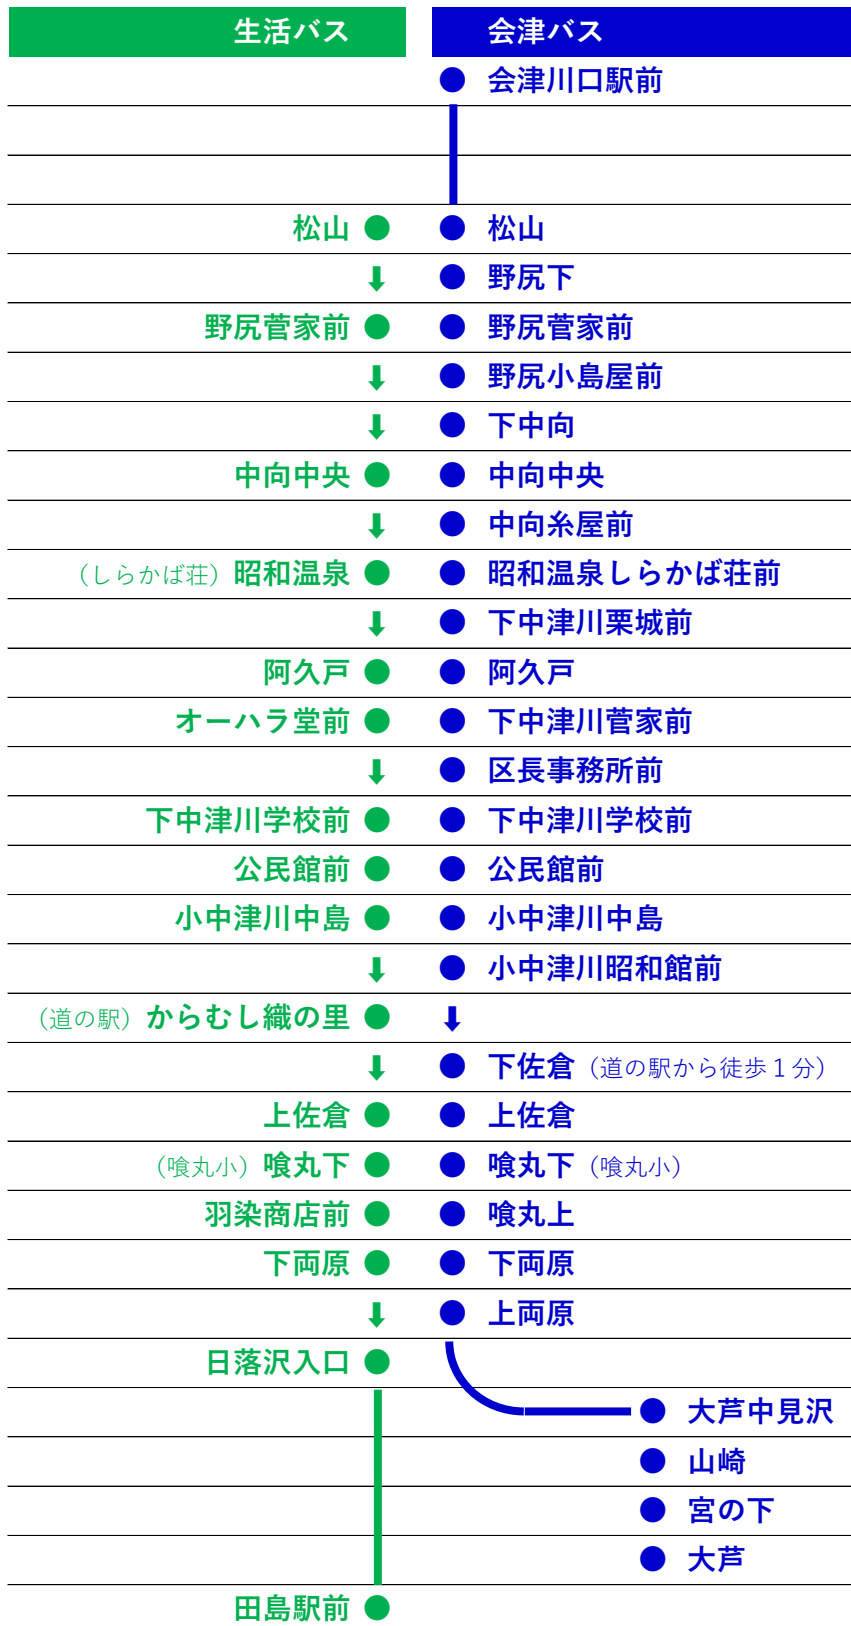 生活バス 会津バス
会津川口駅前
松山 松山
野尻下
野尻菅家前 野尻菅家前
野尻小島屋前
下中向
中向中央 中向中央
中向糸屋前
（しらかば荘）昭和温泉 昭和温泉しらかば荘前
下中津川栗城前
阿久戸 阿久戸
オーハラ堂前 下中津川菅家前
区長事務所前
下中津川学校前 下中津川学校前
公民館前 公民館前
小中津川中島 小中津川中島
小中津川昭和館前
（道の駅）からむし織の里
下佐倉（道の駅から徒歩１分）
上佐倉 上佐倉
（喰丸小）喰丸下 喰丸下（喰丸小）
羽染商店前 喰丸上
下両原 下両原
上両原
日落沢入口
大芦中見沢
山崎
宮の下
大芦
田島駅前